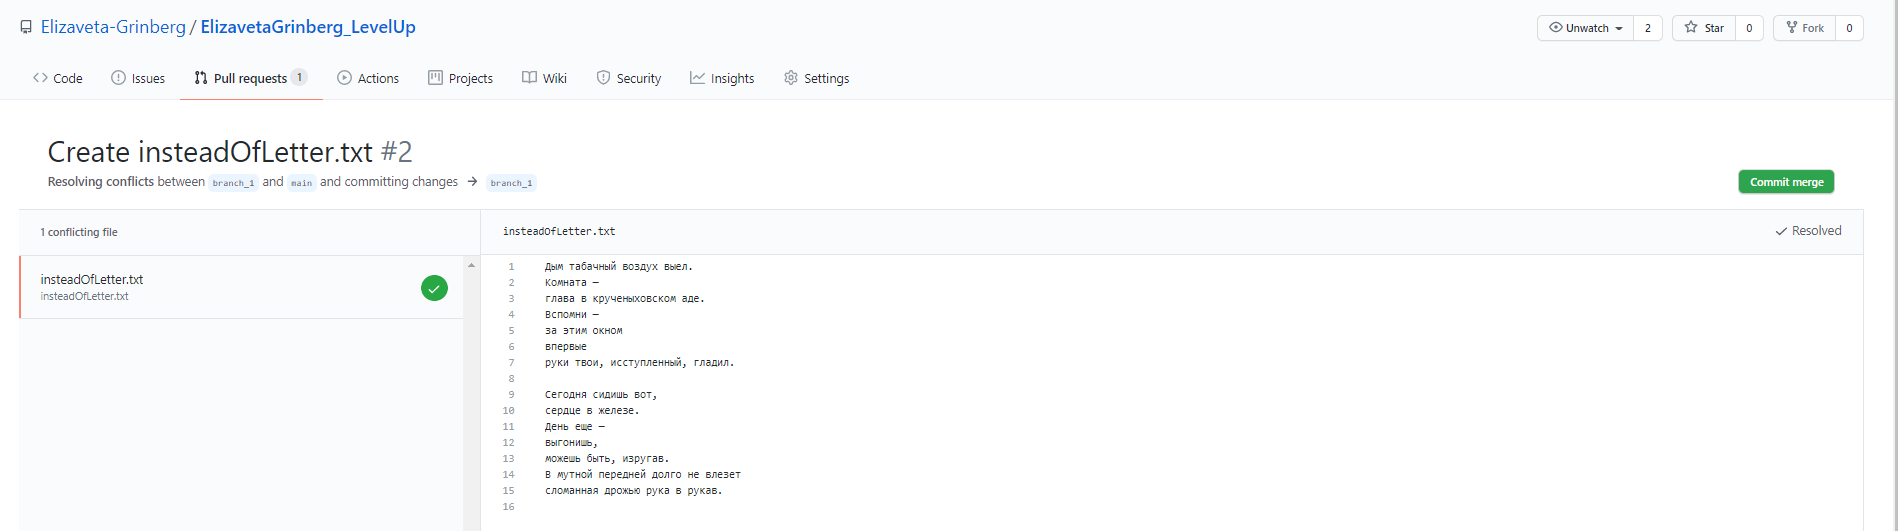 Elizaveta-Grinberg / ElizavetaGrinberg_LevelUp
Unwatch 2 Star 0 Fork 0
Code Issues Pull requests 1 Actions Projects Wiki Security Insights Settings
Create insteadOfLetter.txt #2
Resolving conflicts between branch_1 and main and committing changes → branch_1
Commit merge
1 conflicting file
insteadOfLetter.txt
insteadOfLetter.txt
insteadOfLetter.txt
Resolved
1 Дым табачный воздух выел.
2 Комната —
3 глава в крученыховском аде.
4 Вспомни —
5 за этим окном
6 впервые
7 руки твои, исступленный, гладил.
8
9 Сегодня сидишь вот,
10 сердце в железе.
11 День еще —
12 выгонишь,
13 можешь быть, изругав.
14 В мутной передней долго не влезет
15 сломанная дрожью рука в рукав.
16